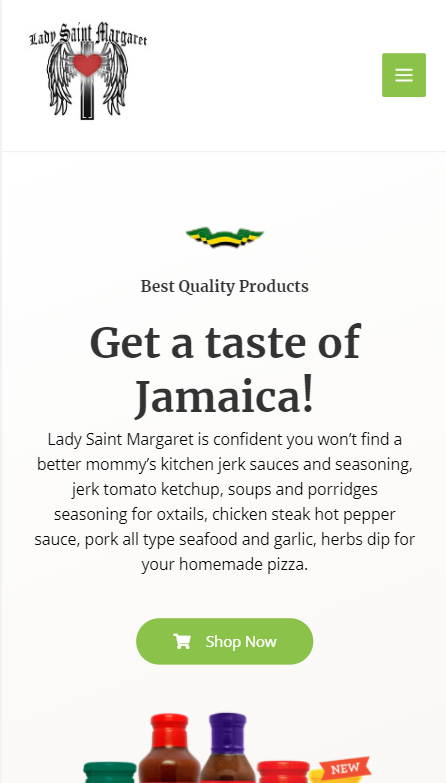 Lady Saint Margaret
Best Quality Products
Get a taste of
Jamaica!
Lady Saint Margaret is confident you won’t find a
better mommy’s kitchen jerk sauces and seasoning,
jerk tomato ketchup, soups and porridges
seasoning for oxtails, chicken steak hot pepper
sauce, pork all type seafood and garlic, herbs dip for
your homemade pizza.
Shop Now
NEW